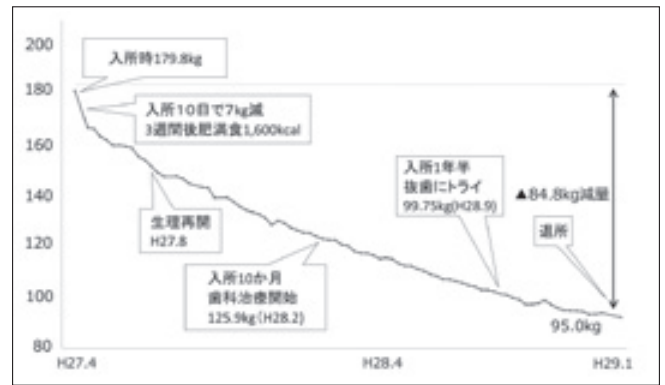 200
180
160
140
120
100
80
入所時179.8kg
入所10日で7kg減
3週間後肥満食1,600kcal
生理再開
H27.8
入所10か月
歯科治療開始
125.9kg(H28.2)
入所1年半
抜歯にトライ
99.75kg(H28.9)
▲84.8kg減量
退所
95.0kg
H27.4
H28.4
H29.1